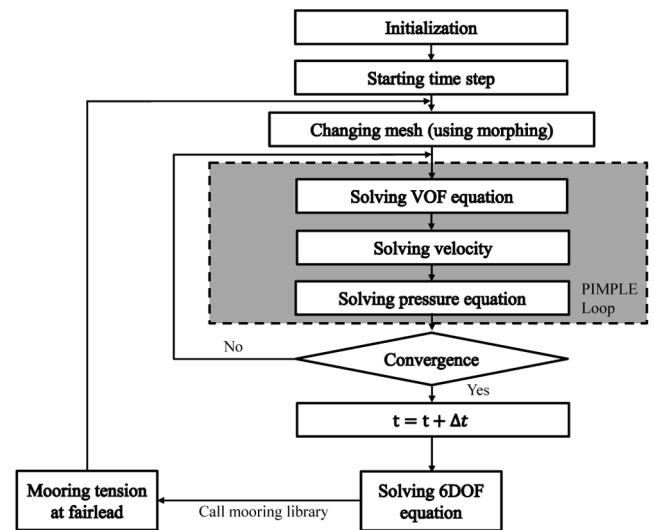 Initialization
Starting time step
Changing mesh (using morphing)
Solving VOF equation
Solving velocity
Solving pressure equation
PIMPLE
Loop
No
Convergence
Yes
t = t + Δt
Mooring tension
at fairlead
Call mooring library
Solving 6DOF
equation